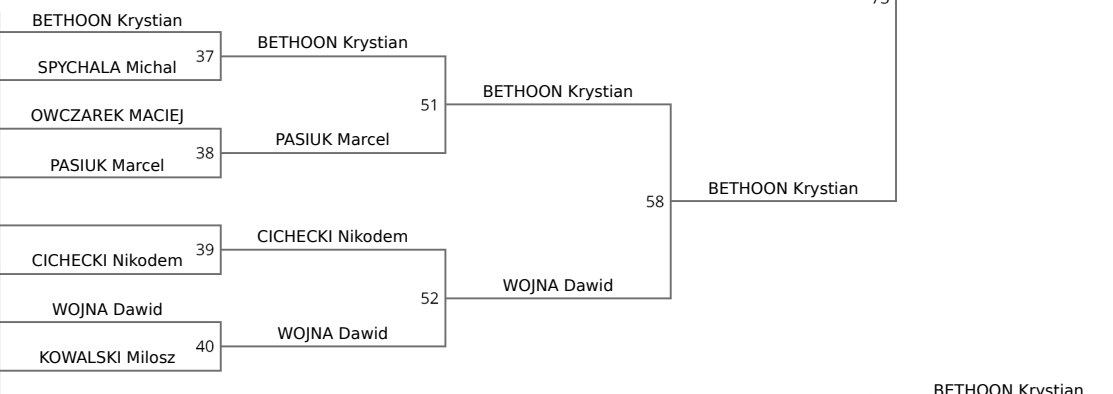 BETHOON Krystian
37
SPYCHALA Michal
BETHOON Krystian
OWCZAREK MACIEJ
38
PASIUK Marcel
51
PASIUK Marcel
BETHOON Krystian
39
CICHECKI Nikodem
CICHECKI Nikodem
WOJNA Dawid
40
KOWALSKI Milosz
52
WOJNA Dawid
WOJNA Dawid
58
BETHOON Krystian
BETHOON Krystian